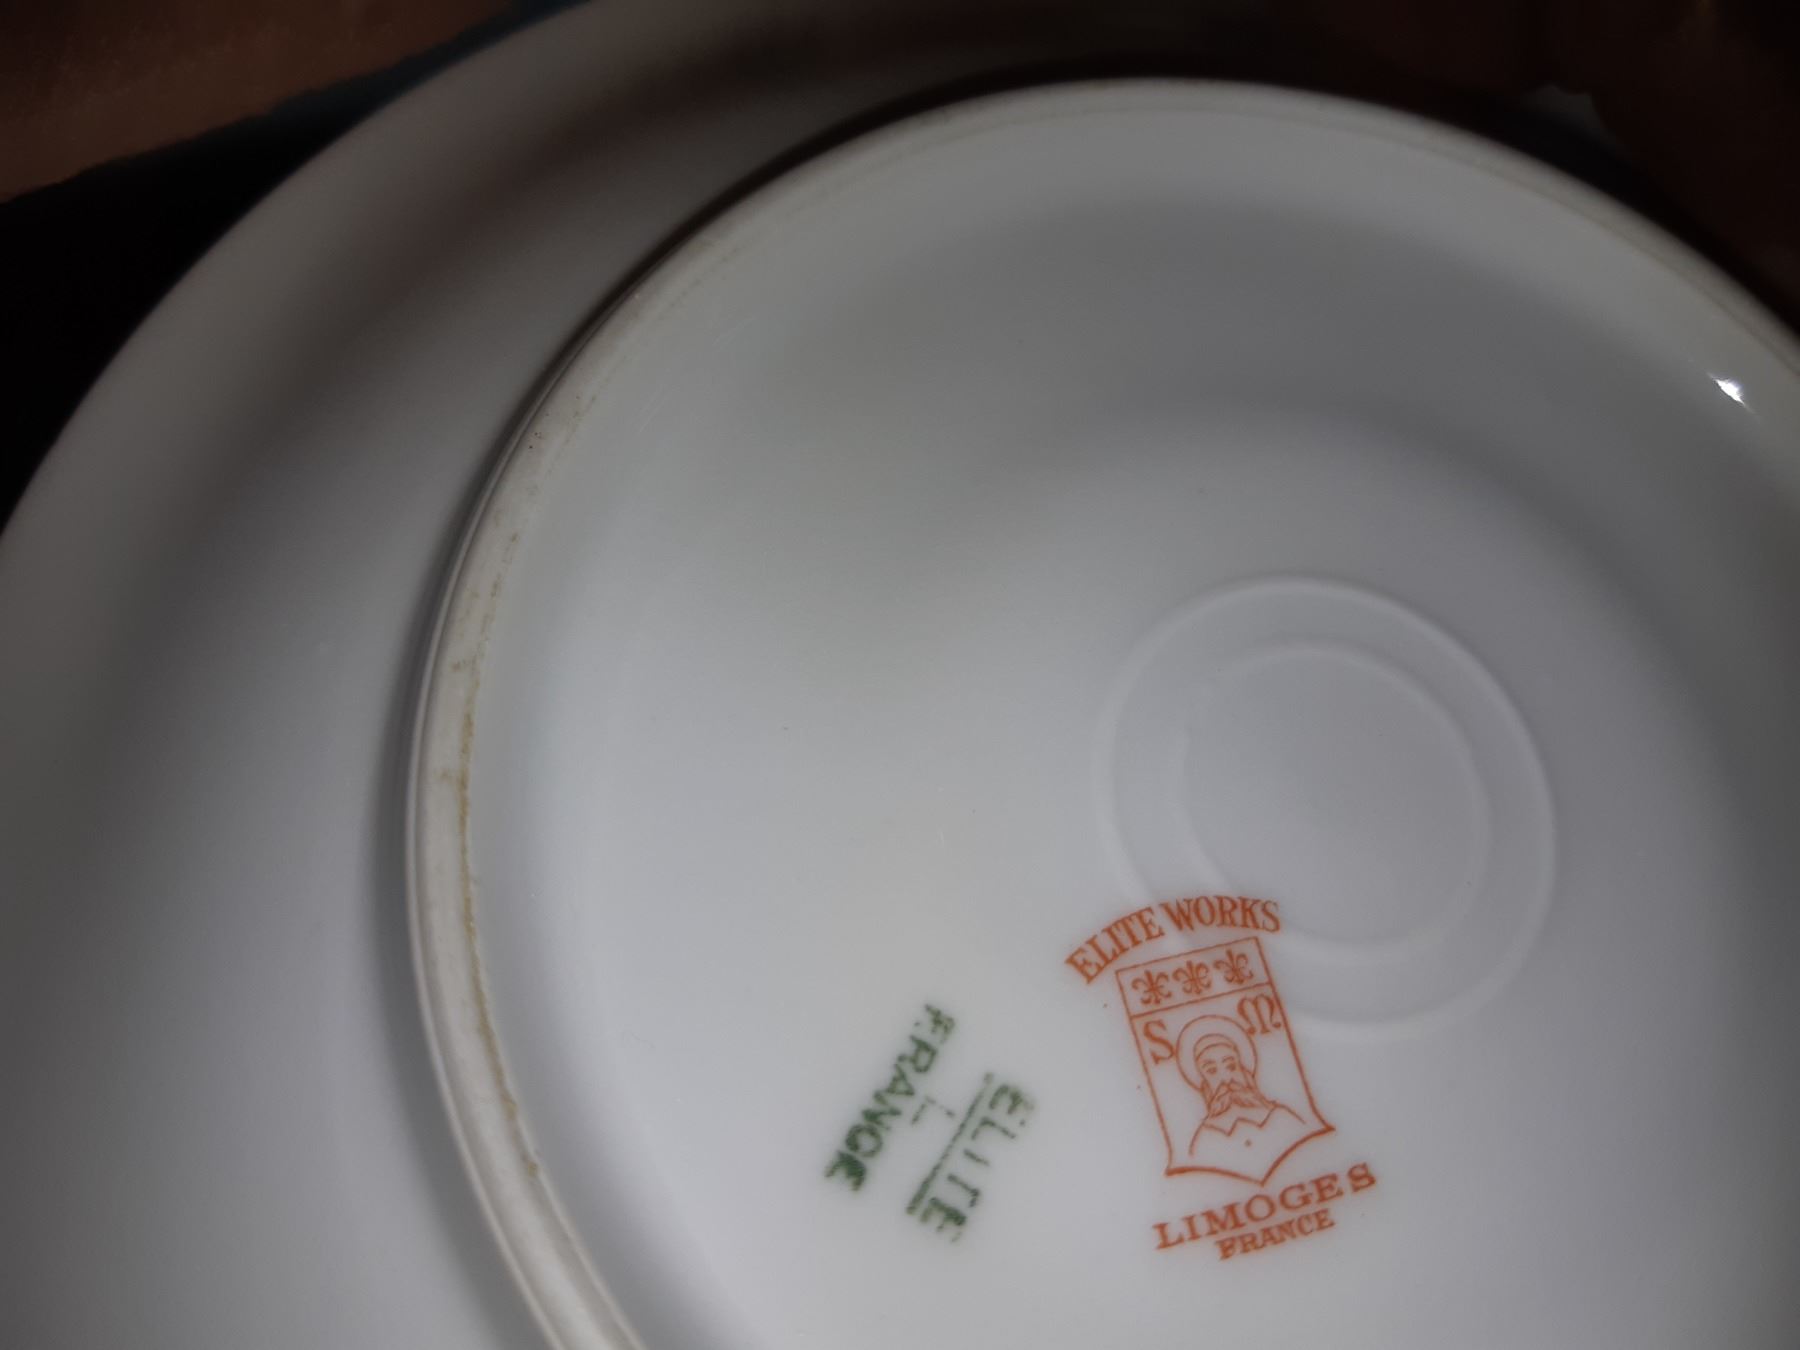 ELITE WORKS
S M
LIMOGES
FRANCE
ELITE
L
FRANCE